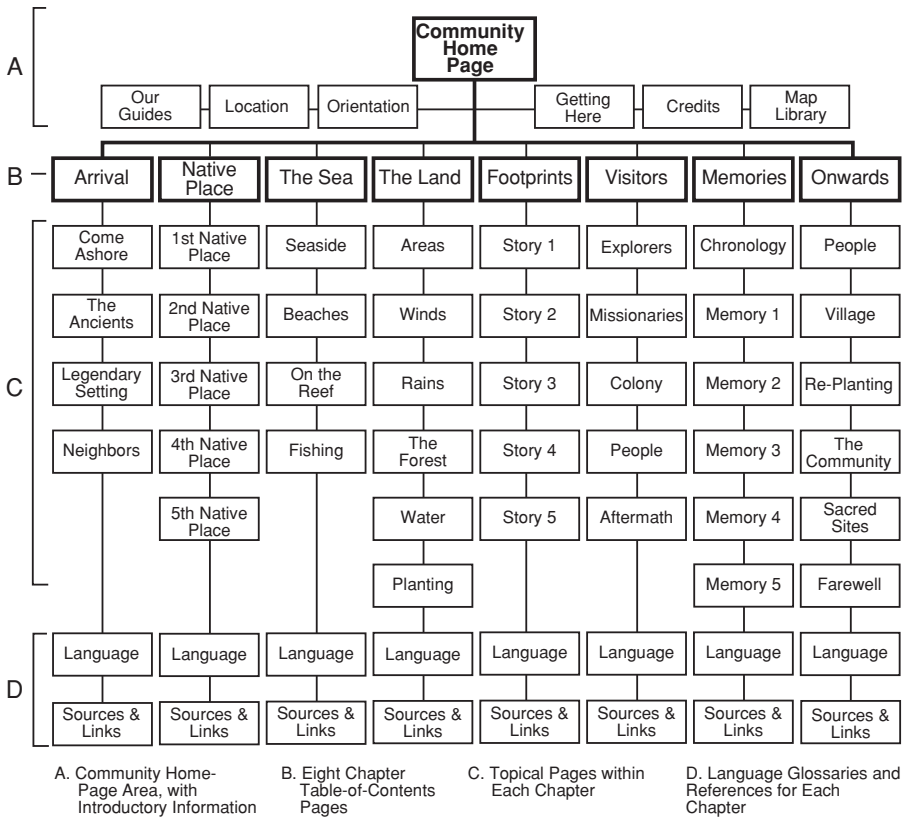 Community
Home
Page
A
Our
Guides
Location
Orientation
Getting
Here
Credits
Map
Library
B
Arrival
Native
Place
The Sea
The Land
Footprints
Visitors
Memories
Onwards
C
Come
Ashore
1st Native
Place
Seaside
Areas
Story 1
Explorers
Chronology
People
The
Ancients
2nd Native
Place
Beaches
Winds
Story 2
Missionaries
Memory 1
Village
Legendary
Setting
3rd Native
Place
On the
Reef
Rains
Story 3
Colony
Memory 2
Re-Planting
Neighbors
4th Native
Place
Fishing
The
Forest
Story 4
People
Memory 3
The
Community
5th Native
Place
Water
Story 5
Aftermath
Memory 4
Sacred
Sites
Planting
Memory 5
Farewell
D
Language
Language
Language
Language
Language
Language
Language
Language
Sources &
Links
Sources &
Links
Sources &
Links
Sources &
Links
Sources &
Links
Sources &
Links
Sources &
Links
Sources &
Links
A. Community Home-
Page Area, with
Introductory Information
B. Eight Chapter
Table-of-Contents
Pages
C. Topical Pages within
Each Chapter
D. Language Glossaries and
References for Each
Chapter